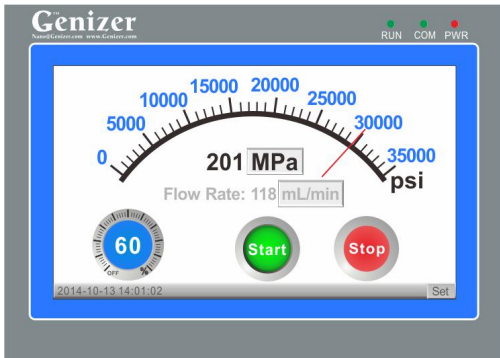 Genizer™
Nano@Genizer.com www.Genizer.com
RUN COM PWR
0 5000 10000 15000 20000 25000 30000 35000
psi
201 MPa
Flow Rate: 118 mL/min
60
OFF %
Start
Stop
2014-10-13 14:01:02
Set